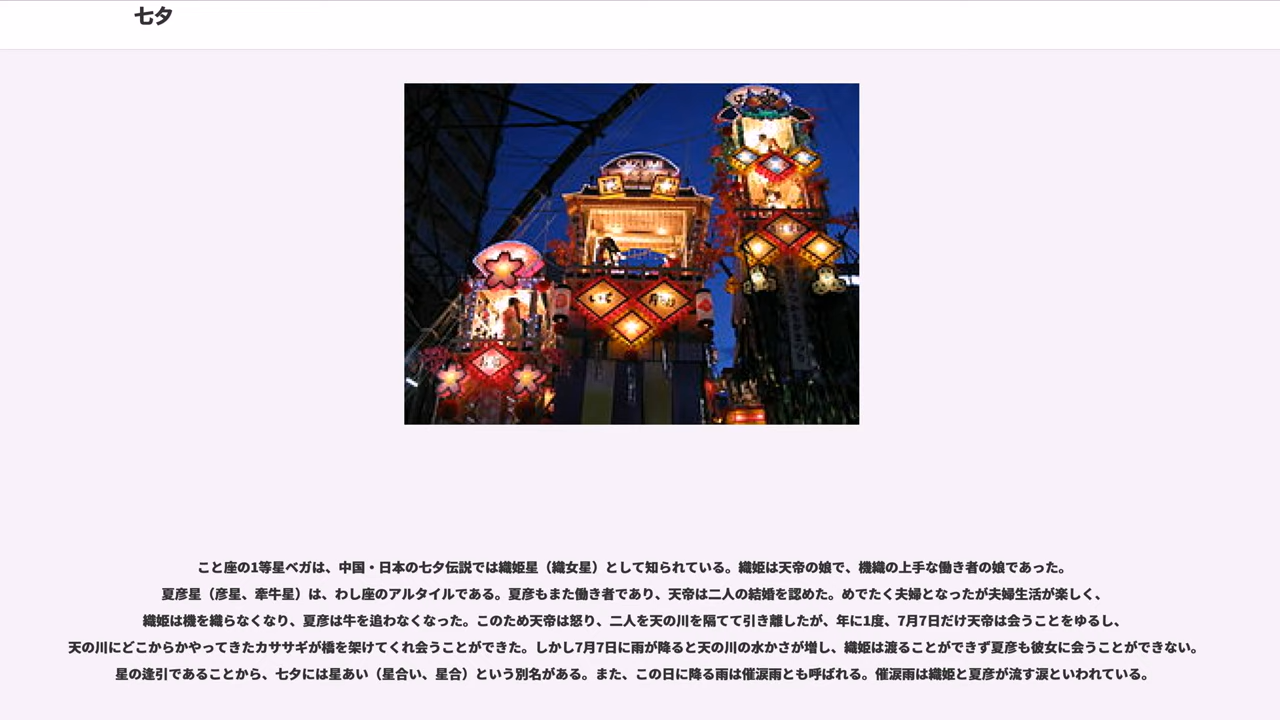 七夕
OIZUMI
こと座の1等星ベガは、中国・日本の七夕伝説では織姫星（織女星）として知られている。織姫は天帝の娘で、機織の上手な働き者の娘であった。
夏彦星（彦星、牽牛星）は、わし座のアルタイルである。夏彦もまた働き者であり、天帝は二人の結婚を認めた。めでたく夫婦となったが夫婦生活が楽しく、
織姫は機を織らなくなり、夏彦は牛を追わなくなった。このため天帝は怒り、二人を天の川を隔てて引き離したが、年に1度、7月7日だけ天帝は会うことをゆるし、
天の川にどこからかやってきたカササギが橋を架けてくれ会うことができた。しかし7月7日に雨が降ると天の川の水かさが増し、織姫は渡ることができず夏彦も彼女に会うことができない。
星の逢引であることから、七夕には星あい（星合い、星合）という別名がある。また、この日に降る雨は催涙雨とも呼ばれる。催涙雨は織姫と夏彦が流す涙といわれている。